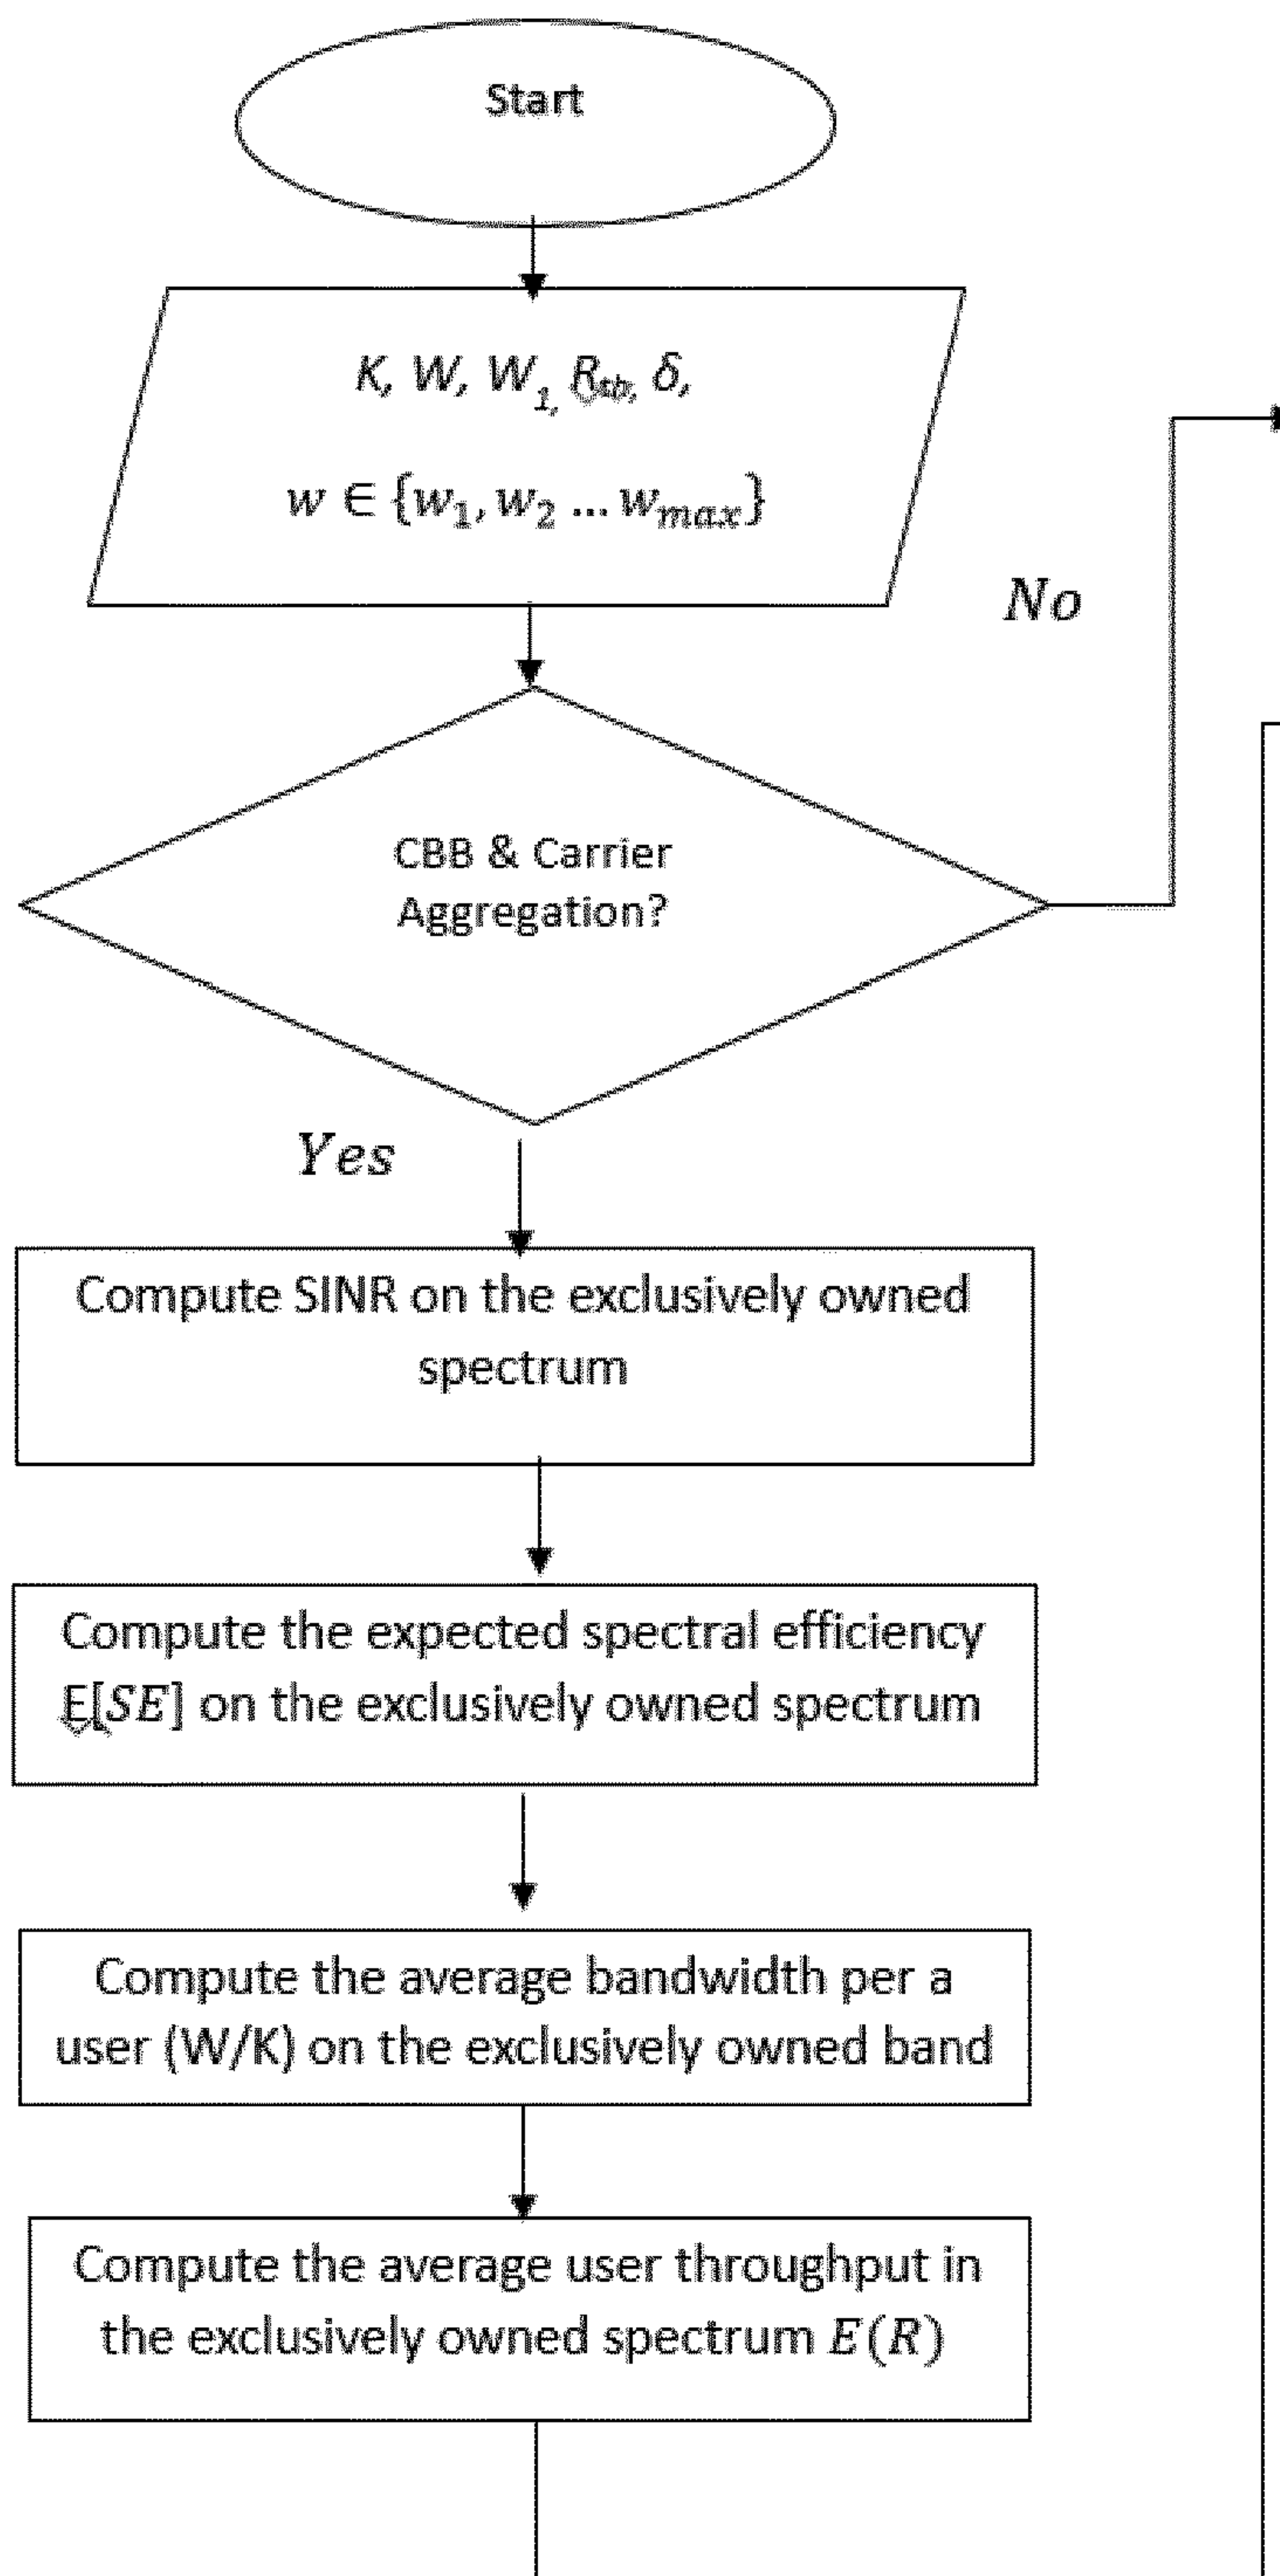 Start
K, W, W₁, Rₜₕ, δ,
w ∈ {w₁, w₂ ... wₘₐₓ}
No
CBB & Carrier
Aggregation?
Yes
Compute SINR on the exclusively owned
spectrum
Compute the expected spectral efficiency
E[SE] on the exclusively owned spectrum
Compute the average bandwidth per a
user (W/K) on the exclusively owned band
Compute the average user throughput in
the exclusively owned spectrum E(R)